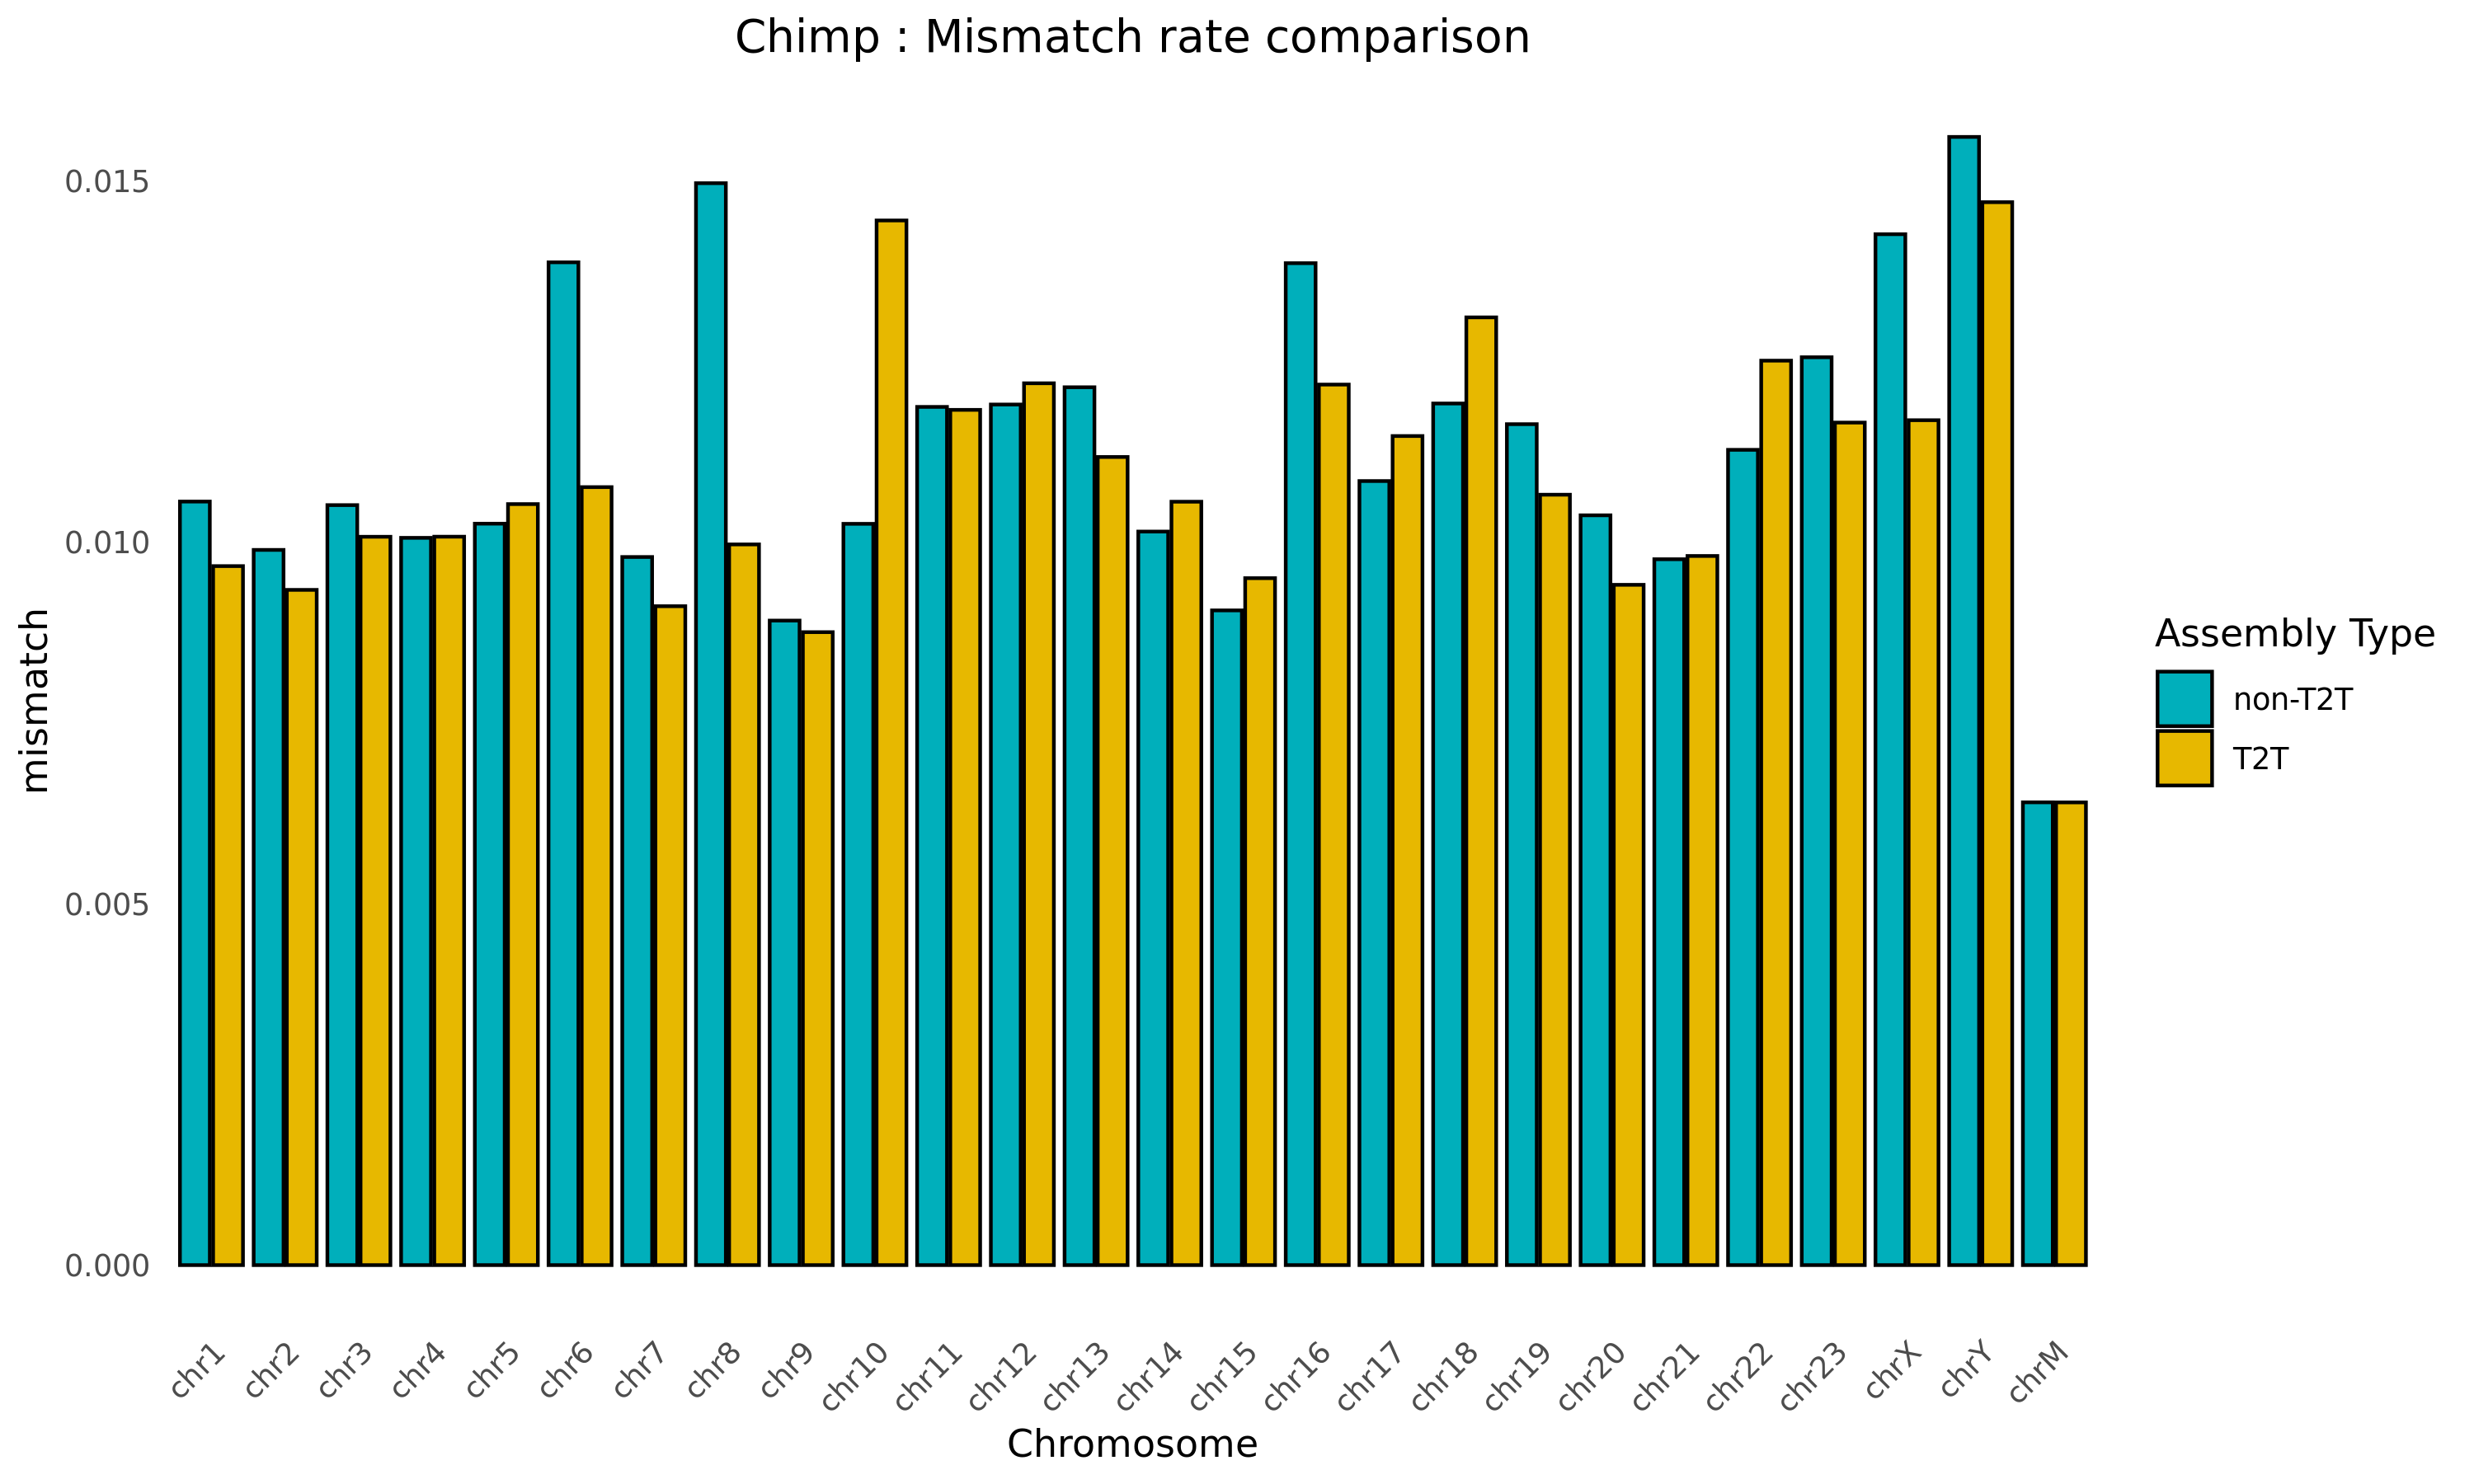 Chimp : Mismatch rate comparison
mismatch
0.015
0.010
0.005
0.000
chr1
chr2
chr3
chr4
chr5
chr6
chr7
chr8
chr9
chr10
chr11
chr12
chr13
chr14
chr15
chr16
chr17
chr18
chr19
chr20
chr21
chr22
chr23
chrX
chrY
chrM
Chromosome
Assembly Type
non-T2T
T2T